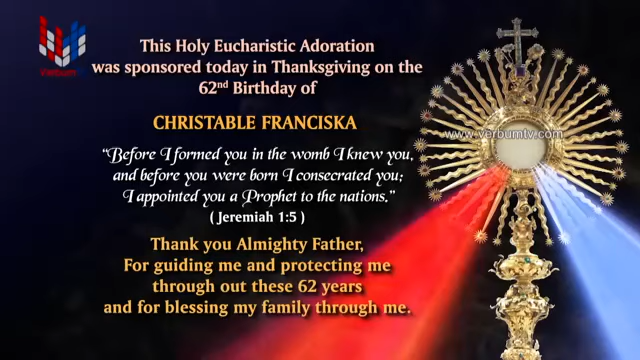 Verbum
This Holy Eucharistic Adoration
was sponsored today in Thanksgiving on the
62nd Birthday of
CHRISTABLE FRANCISKA
"Before I formed you in the womb I knew you,
and before you were born I consecrated you;
I appointed you a Prophet to the nations."
( Jeremiah 1:5 )
www.verbumtv.com
Thank you Almighty Father,
For guiding me and protecting me
through out these 62 years
and for blessing my family through me.